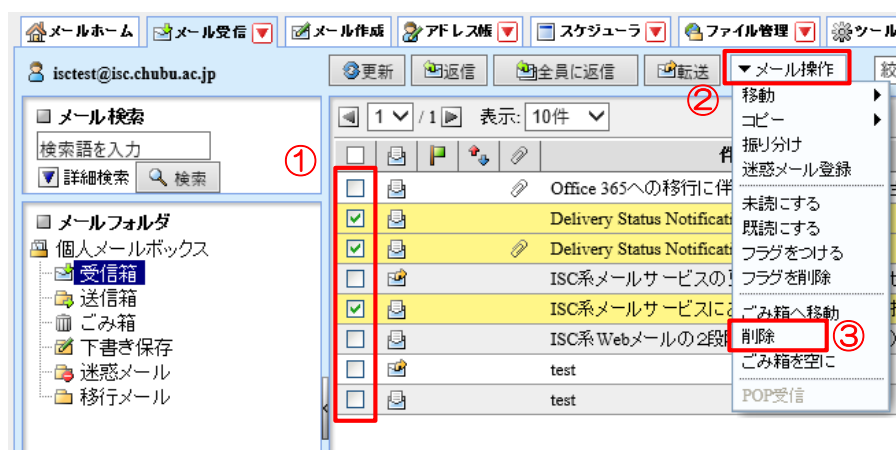 メールホーム メール受信 メール作成 アドレス帳 スケジューラ ファイル管理 ツール
isctest@isc.chubu.ac.jp 更新 返信 全員に返信 転送 ▼メール操作 絞
②
メール検索
検索語を入力
詳細検索 検索
①
1 / 1 表示: 10件
件
Office 365への移行に伴
Delivery Status Notificati
Delivery Status Notificati
ISC系メールサービスの
ISC系メールサービスに
ISC系Webメールの2段
test
test
メールフォルダ
個人メールボックス
受信箱
送信箱
ごみ箱
下書き保存
迷惑メール
移行メール
移動
コピー
振り分け
迷惑メール登録
未読にする
既読にする
フラグをつける
フラグを削除
ごみ箱へ移動
削除 ③
ごみ箱を空に
POP受信